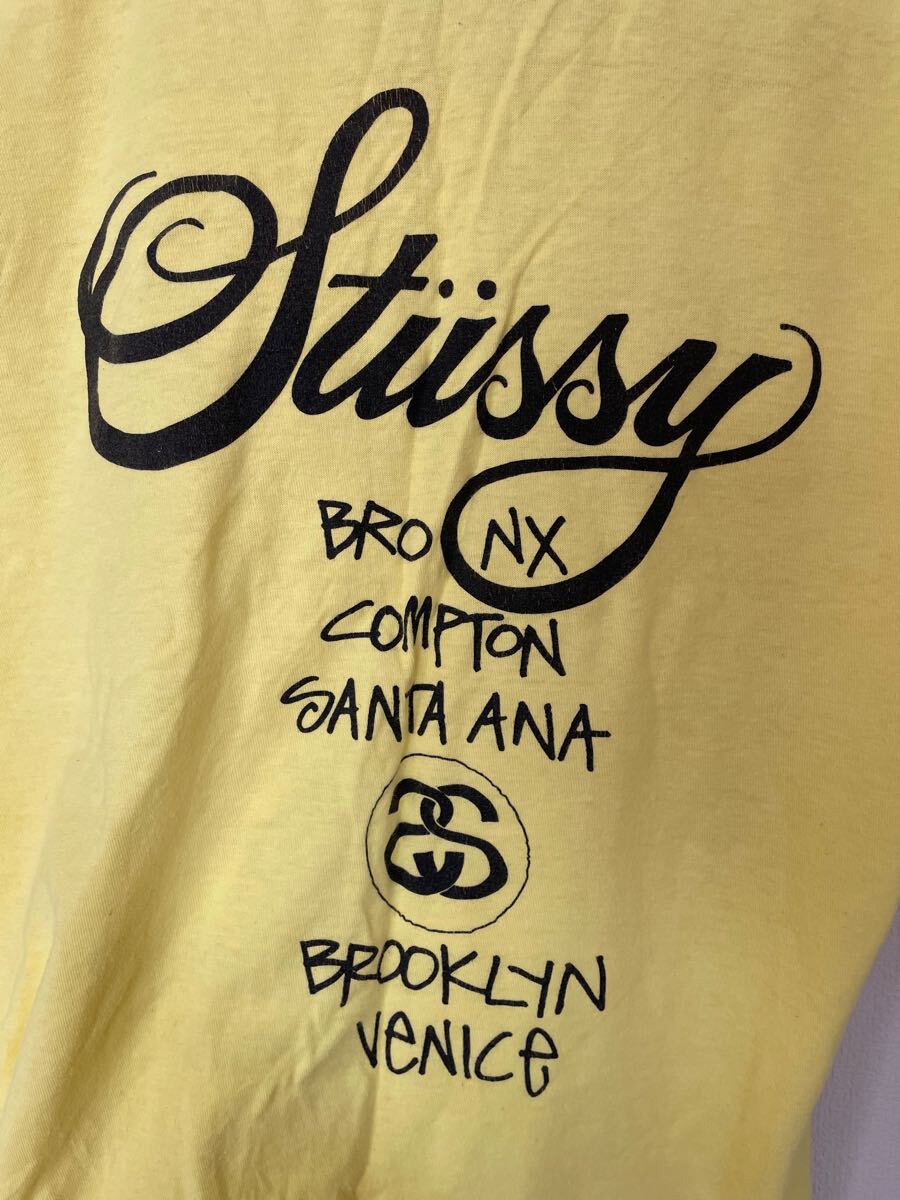 Stüssy
BRONX
COMPTON
SANTA ANA
SS
BROOKLYN
VENICE